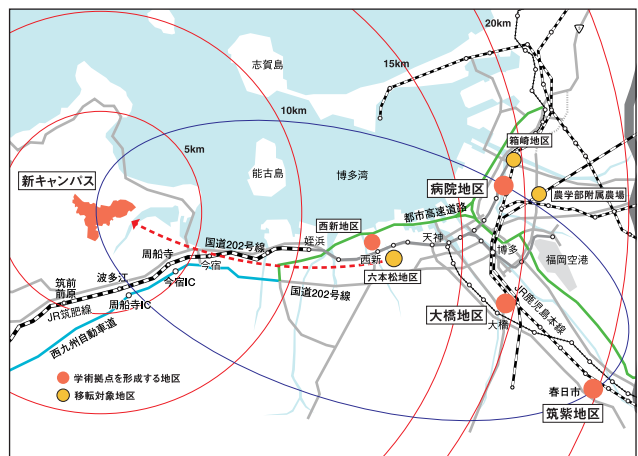 20km
志賀島
15km
10km
箱崎地区
5km
能古島
博多湾
新キャンパス
病院地区
農学部附属農場
都市高速道路
西新地区
姪浜
国道202号線
天神
周船寺
西新
博多
福岡空港
今宿
六本松地区
筑前
前原
波多江
今宿IC
周船寺IC
国道202号線
JR筑肥線
JR鹿児島本線
大橋地区
大橋
西九州自動車道
学術拠点を形成する地区
移転対象地区
春日市
筑紫地区